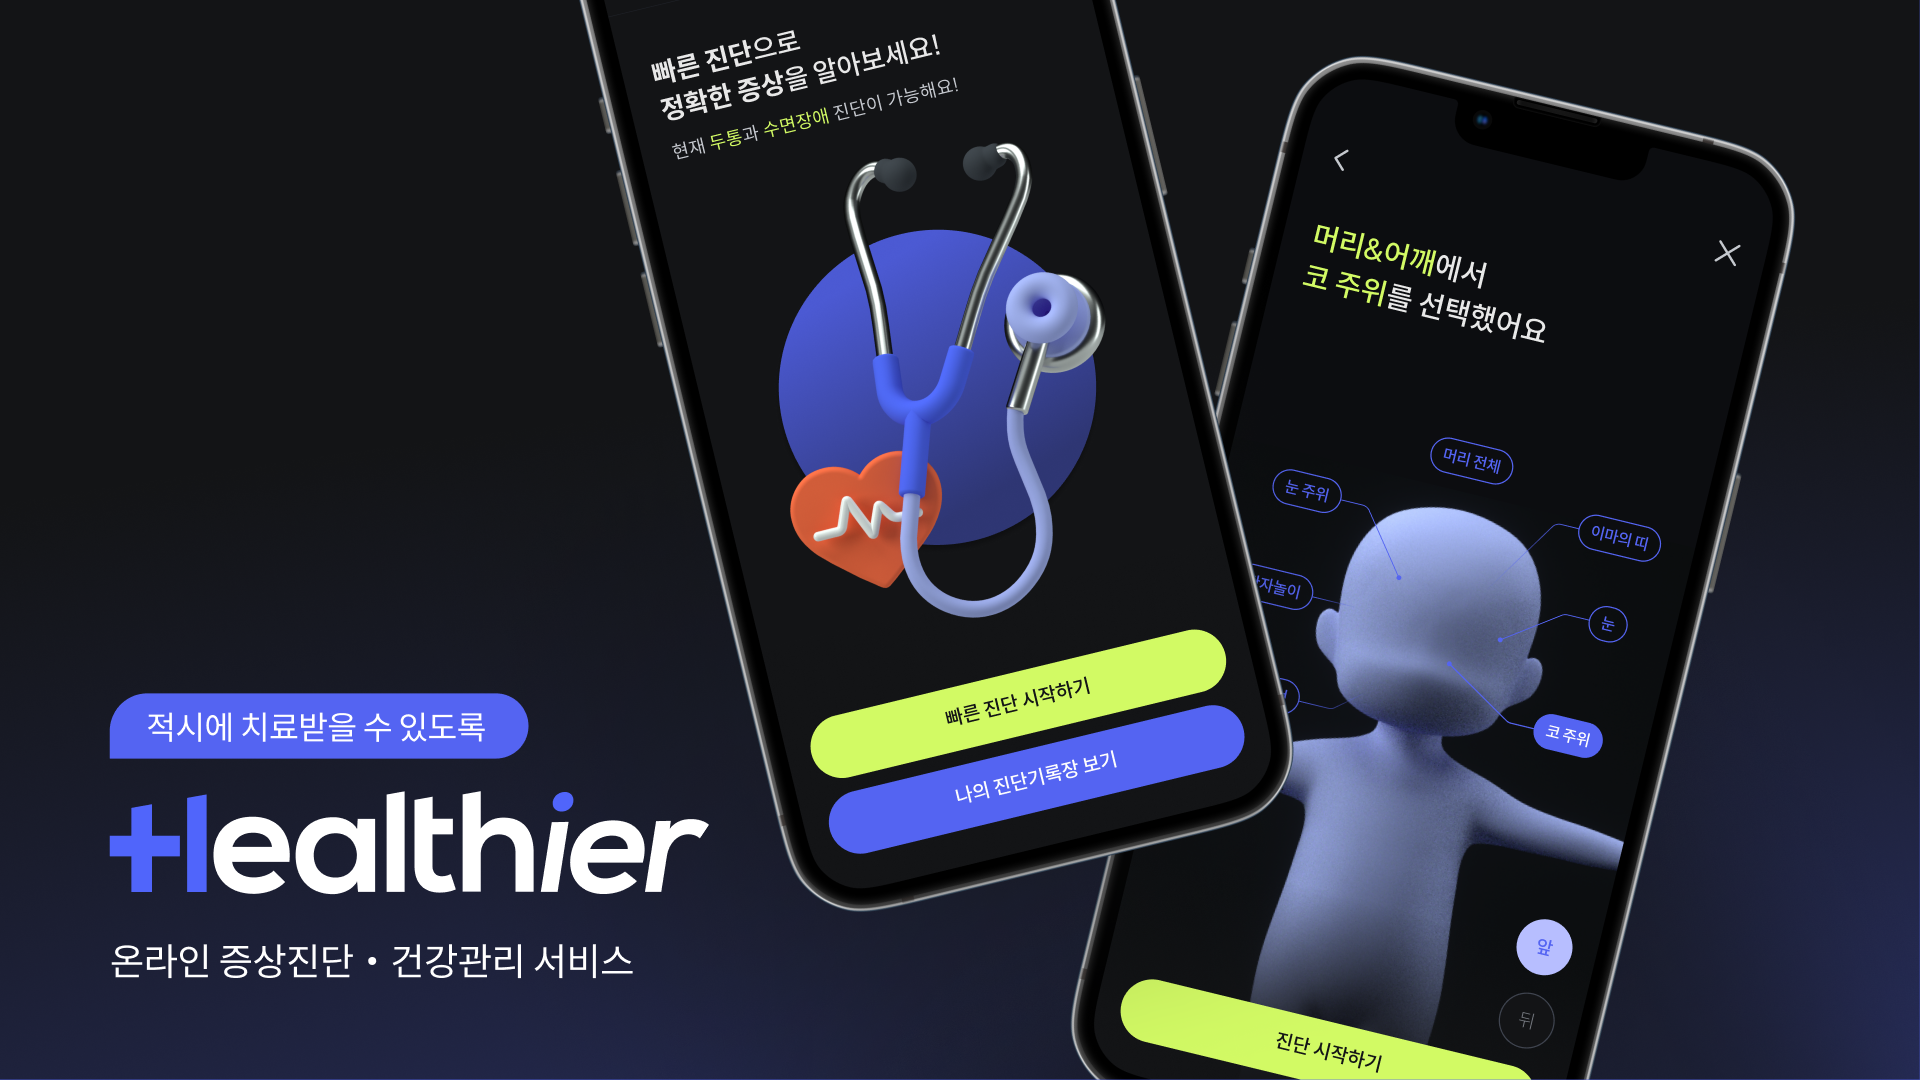 빠른 진단으로
정확한 증상을 알아보세요!
현재 두통과 수면장애 진단이 가능해요!
빠른 진단 시작하기
나의 진단기록장 보기
머리&어깨에서
코 주위를 선택했어요
머리 전체
눈 주위
이마의 띠
눈
코 주위
앞
뒤
진단 시작하기
적시에 치료받을 수 있도록
Healthier
온라인 증상진단 • 건강관리 서비스